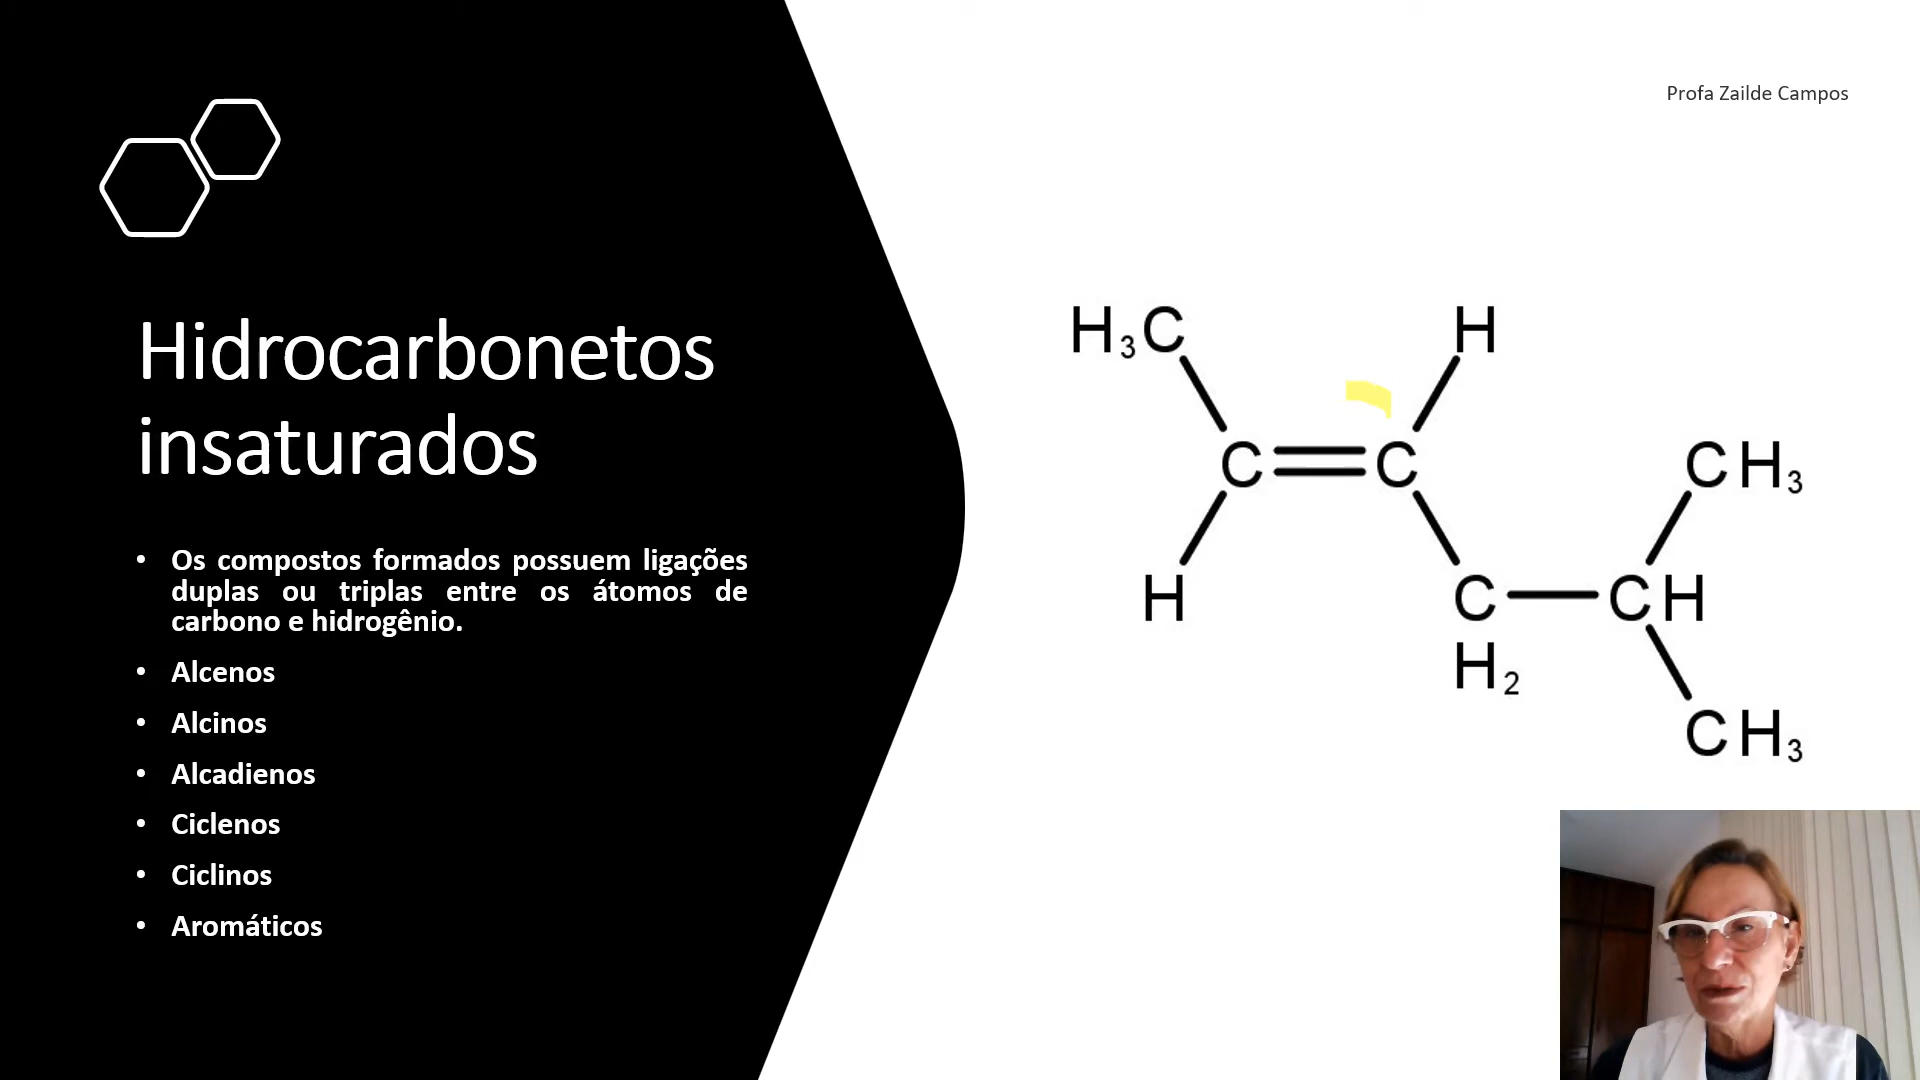 Profa Zailde Campos
Hidrocarbonetos
insaturados
• Os compostos formados possuem ligações
duplas ou triplas entre os átomos de
carbono e hidrogênio.
• Alcenos
• Alcinos
• Alcadienos
• Ciclenos
• Ciclinos
• Aromáticos
H₃C H
C C CH₃
H C CH
H₂
CH₃